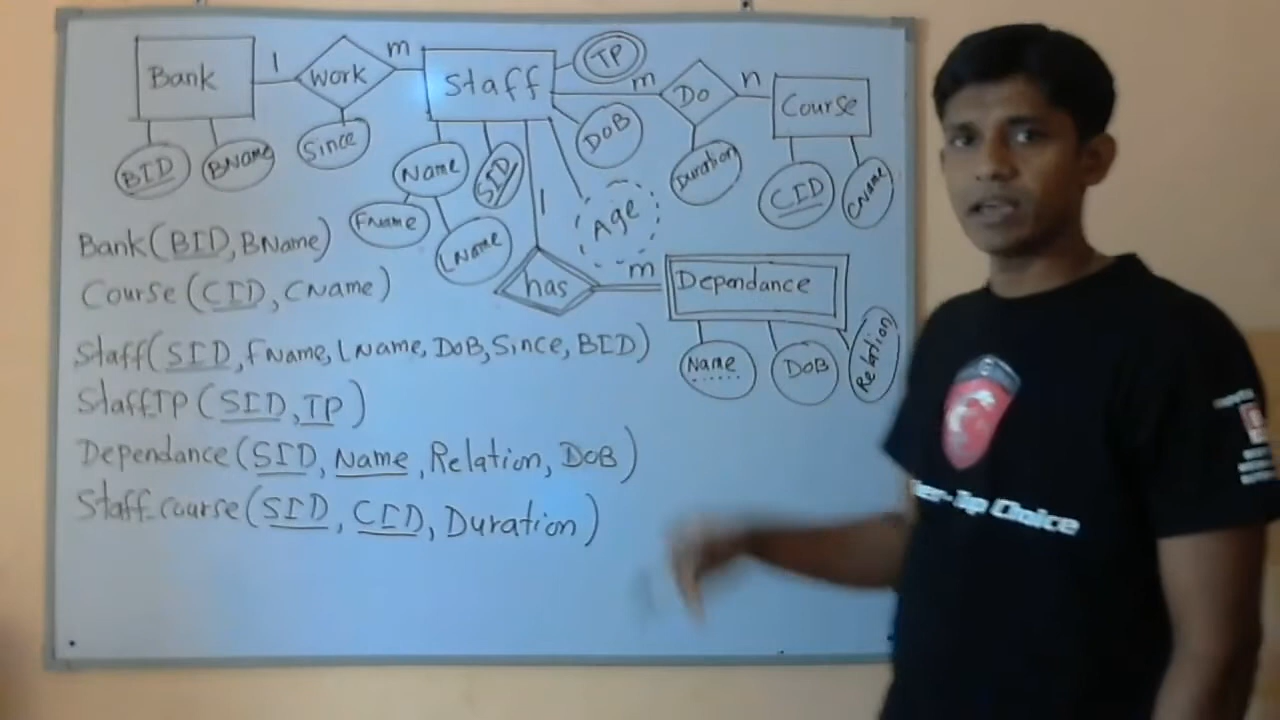 Bank 1 Work m Staff TP m Do n Course
BID BName Since Name SID DOB Duration CID CName
FName LName 1 Age
has m Dependance
Name DOB Relation
Bank(BID, BName)
Course(CID, CName)
Staff(SID, FName, LName, DOB, Since, BID)
Staff_TP(SID, TP)
Dependance(SID, Name, Relation, DOB)
Staff_course(SID, CID, Duration)
Choice